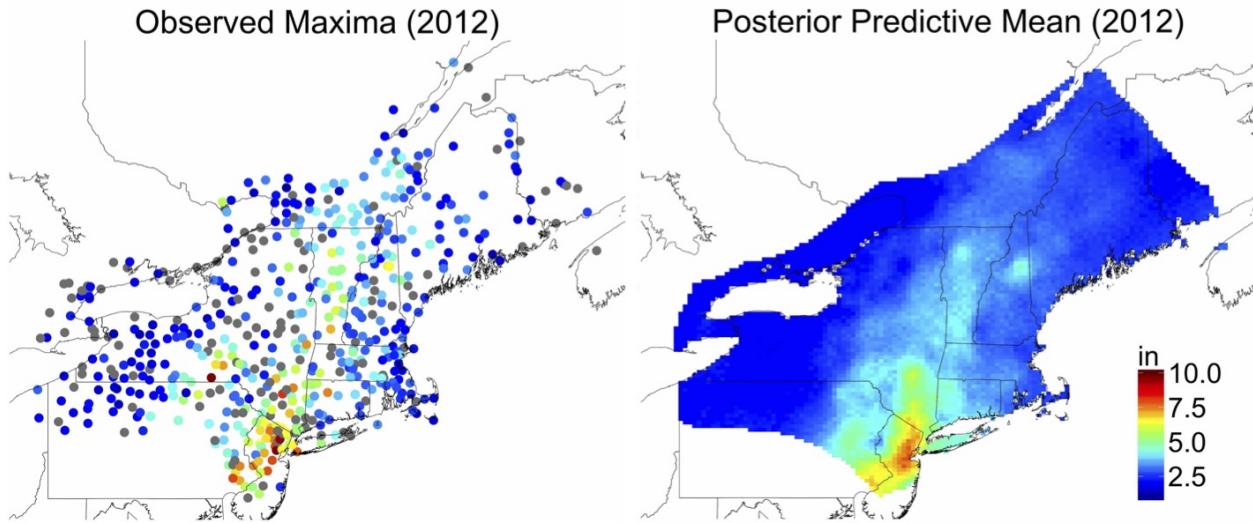 Observed Maxima (2012)
Posterior Predictive Mean (2012)
in
10.0
7.5
5.0
2.5